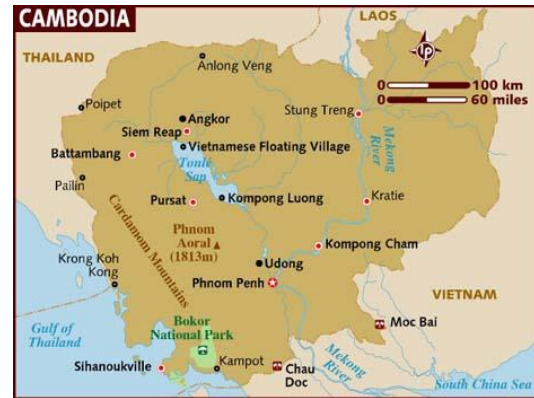 CAMBODIA
LAOS
THAILAND
Anlong Veng
lp
0 100 km
0 60 miles
Poipet
Angkor
Stung Treng
Siem Reap
Battambang
Vietnamese Floating Village
Mekong
River
Tonlé
Sap
Pailin
Pursat
Kompong Luong
Kratie
Cardamom Mountains
Phnom
Aoral
(1813m)
Kompong Cham
Krong Koh
Kong
Udong
Phnom Penh
VIETNAM
Gulf of
Thailand
Bokor
National Park
Moc Bai
Sihanoukville
Kampot
Chau
Doc
Mekong
River
South China Sea